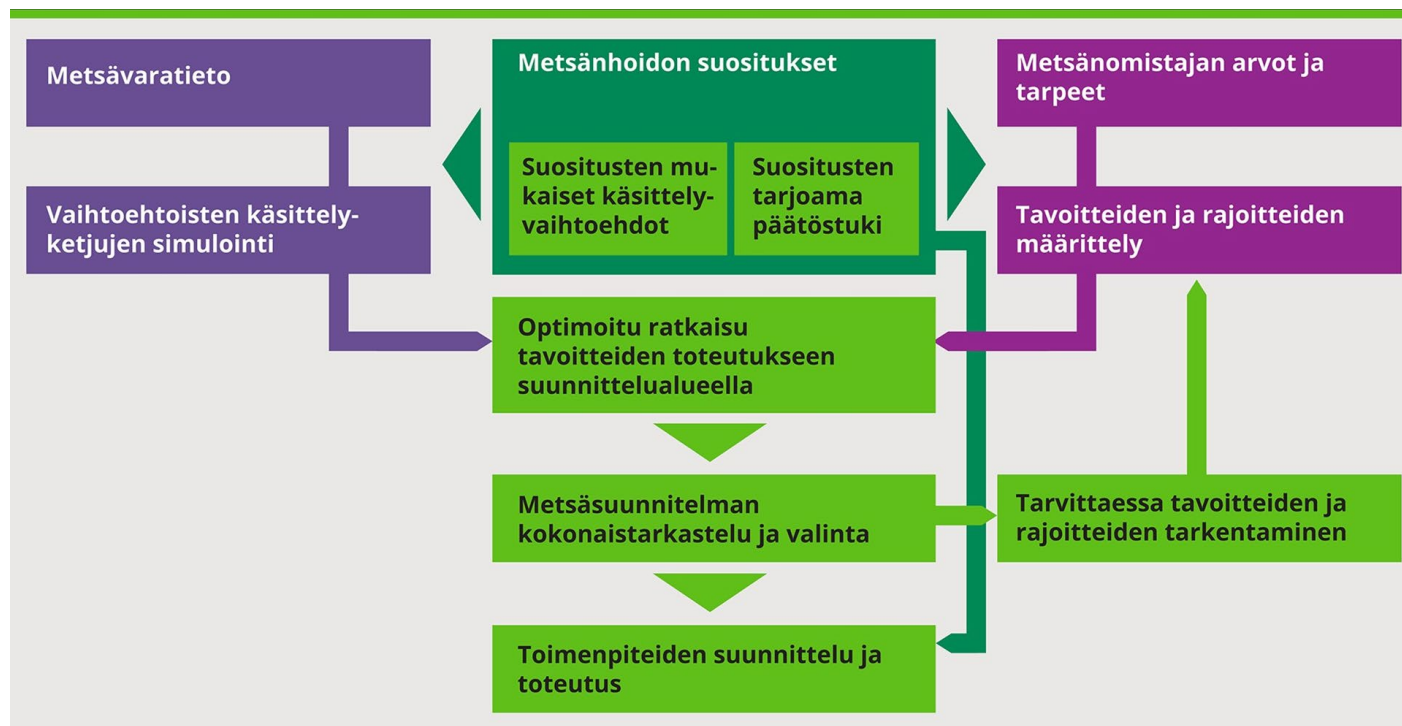 Metsävaratieto
Metsänhoidon suositukset
Metsänomistajan arvot ja
tarpeet
Suositusten mu-
kaiset käsittely-
vaihtoehdot
Suositusten
tarjoama
päätöstuki
Vaihtoehtoisten käsittely-
ketjujen simulointi
Tavoitteiden ja rajoitteiden
määrittely
Optimoitu ratkaisu
tavoitteiden toteutukseen
suunnittelualueella
Metsäsuunnitelman
kokonaistarkastelu ja valinta
Tarvittaessa tavoitteiden ja
rajoitteiden tarkentaminen
Toimenpiteiden suunnittelu ja
toteutus